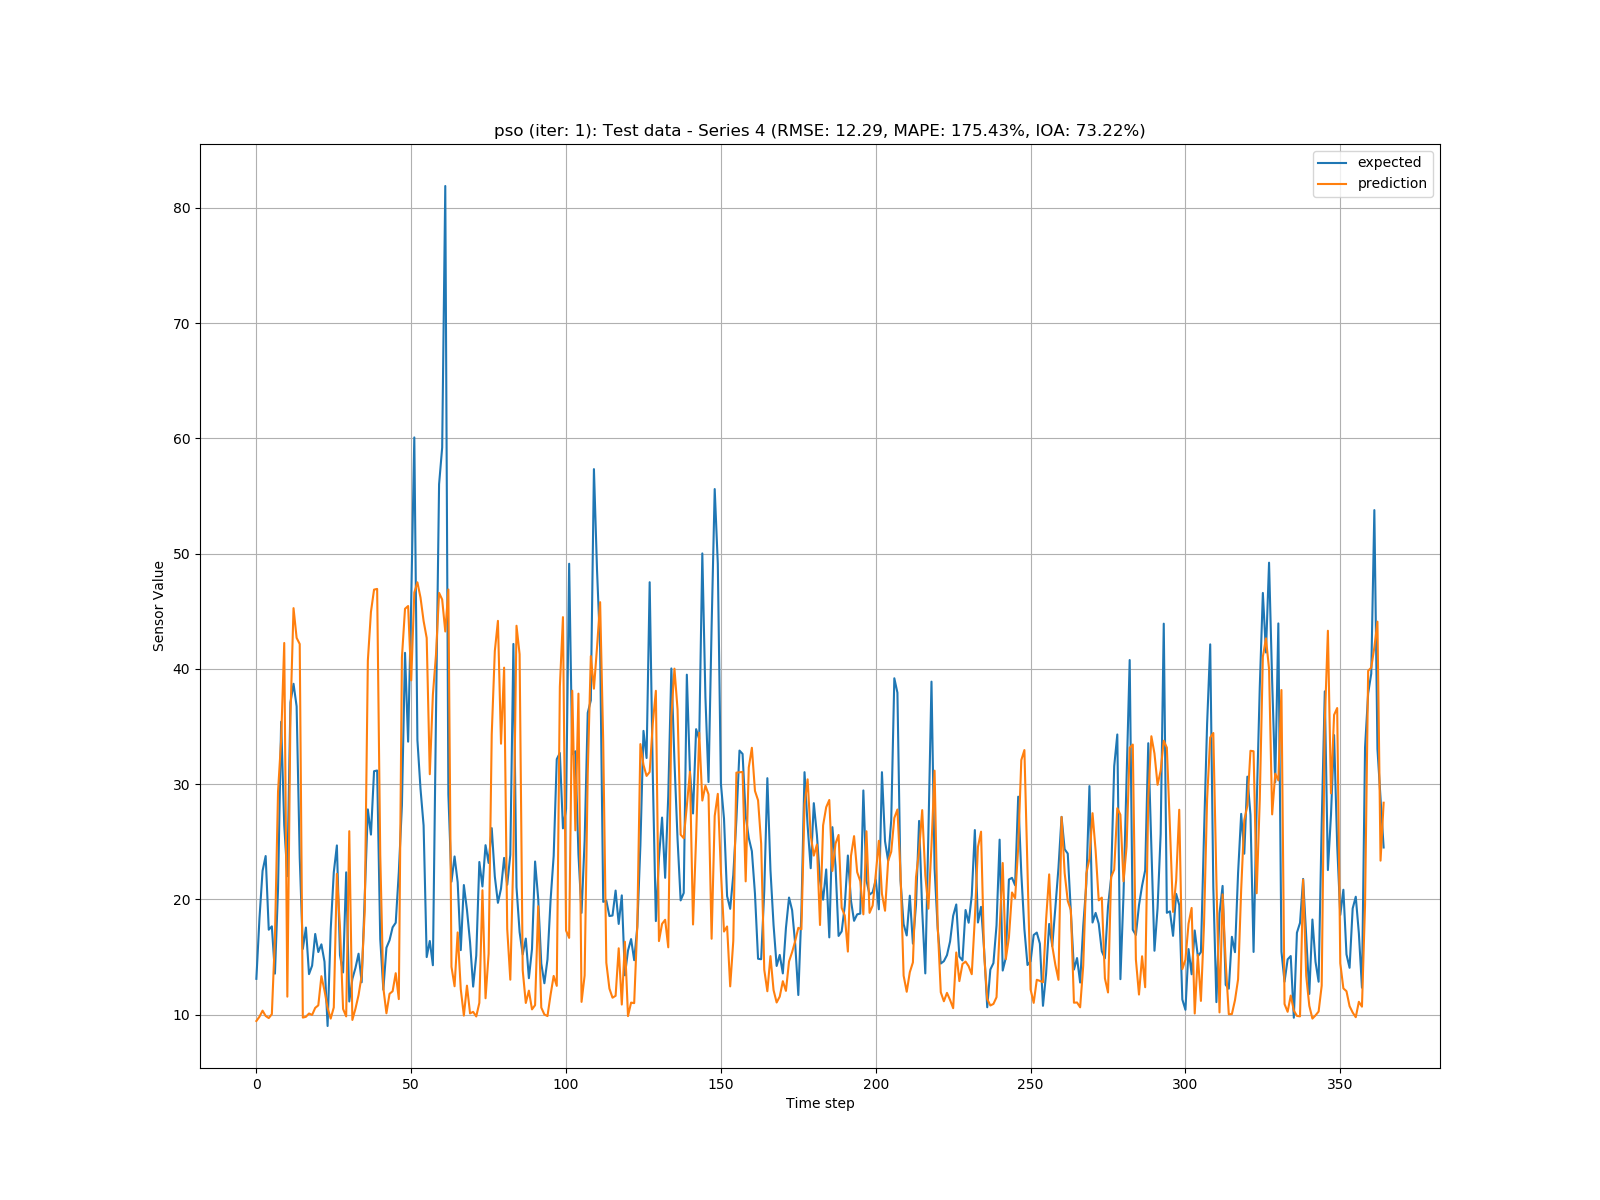 pso (iter: 1): Test data - Series 4 (RMSE: 12.29, MAPE: 175.43%, IOA: 73.22%)
expected
prediction
80
70
60
50
40
30
20
10
Sensor Value
0 50 100 150 200 250 300 350
Time step